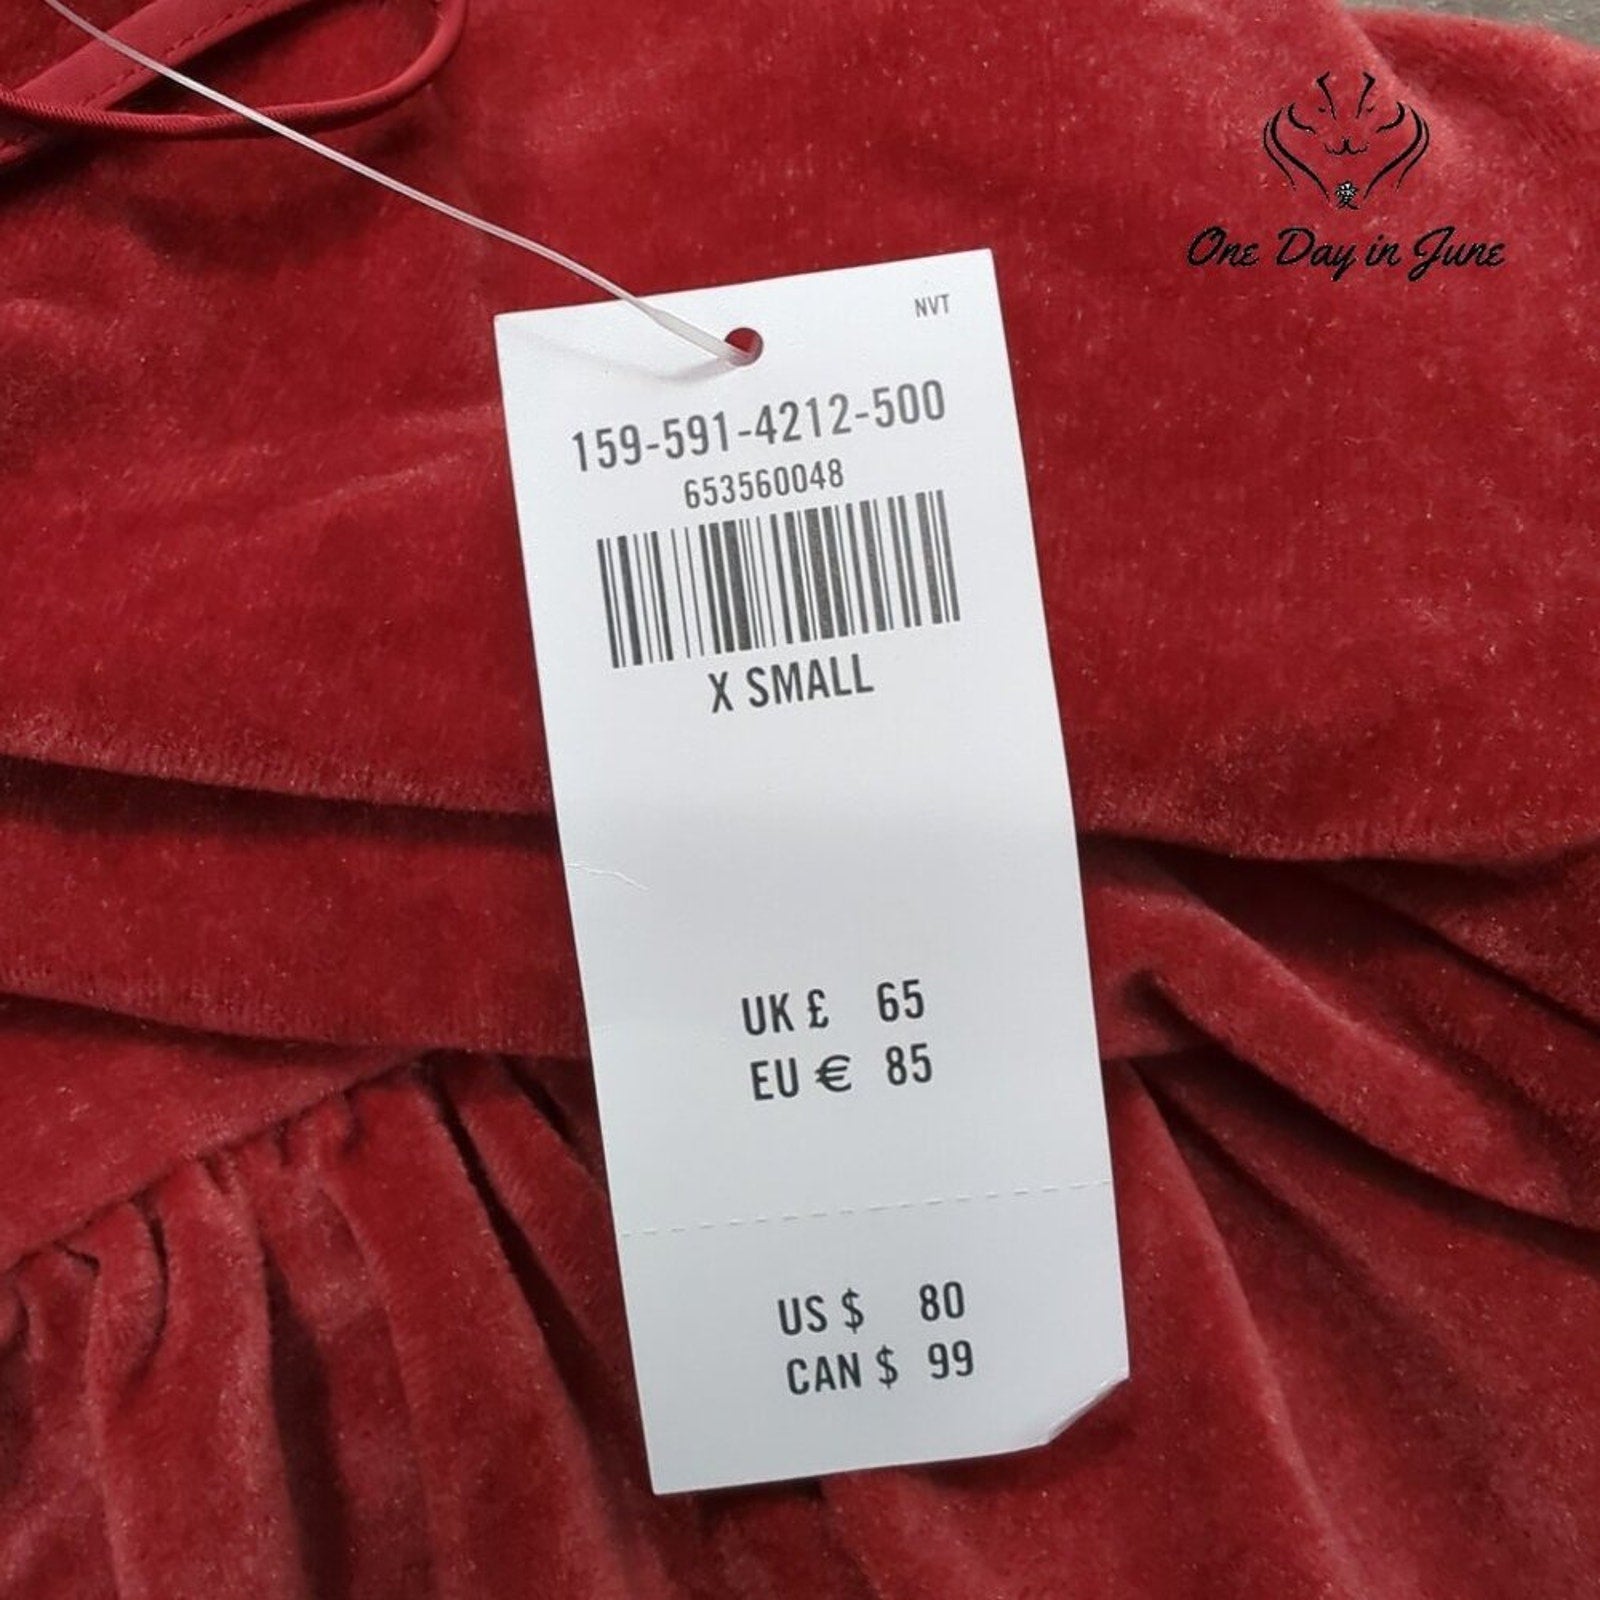 愛
One Day in June
NVT
159-591-4212-500
653560048
X SMALL
UK £ 65
EU € 85
US $ 80
CAN $ 99